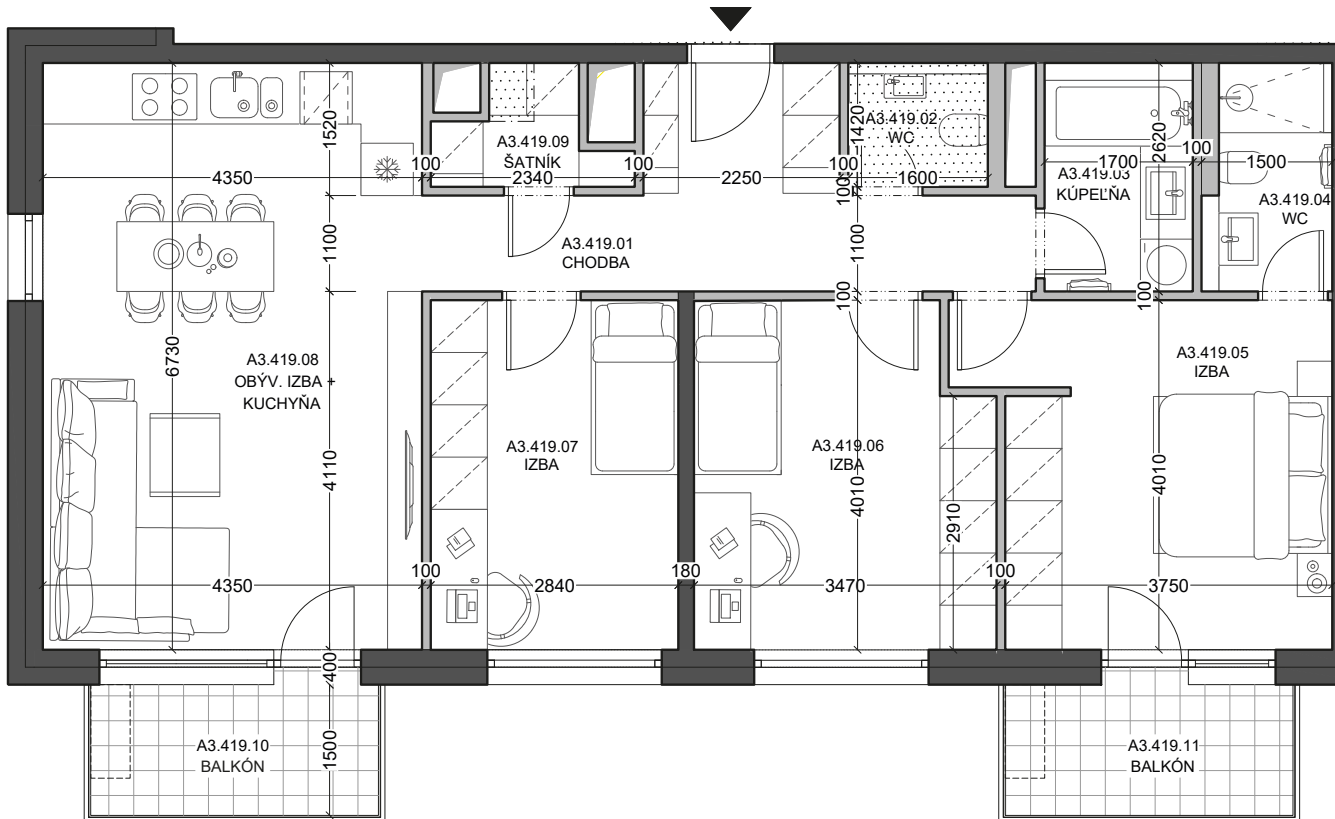 A3.419.09
ŠATNÍK
2340
A3.419.02
WC
1420
1600
1520
4350
100
100
2250
100
100
A3.419.03
KÚPEĽŇA
1700
2620
100
1500
A3.419.04
WC
1100
A3.419.01
CHODBA
1100
100
100
6730
A3.419.08
OBÝV. IZBA +
KUCHYŇA
A3.419.05
IZBA
A3.419.07
IZBA
A3.419.06
IZBA
4110
4010
2910
4010
4350
100
2840
180
3470
100
3750
400
1500
A3.419.10
BALKÓN
A3.419.11
BALKÓN